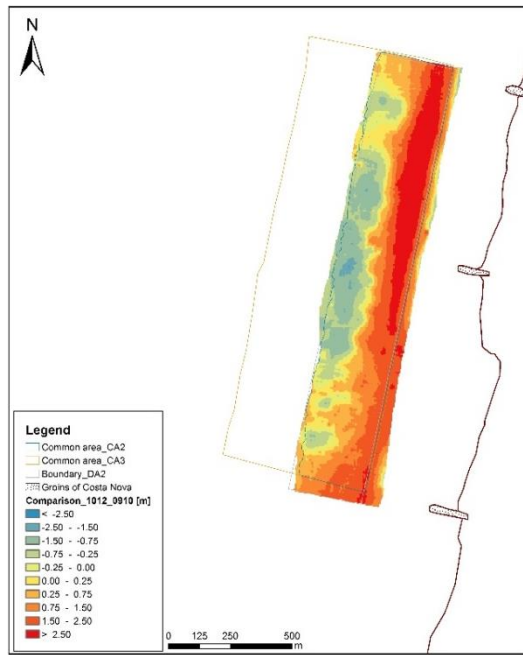 N
Legend
Common area_CA2
Common area_CA3
Boundary_DA2
Groins of Costa Nova
Comparison_1012_0910 [m]
< -2.50
-2.50 - -1.50
-1.50 - -0.75
-0.75 - -0.25
-0.25 - 0.00
0.00 - 0.25
0.25 - 0.75
0.75 - 1.50
1.50 - 2.50
> 2.50
0 125 250 500
m